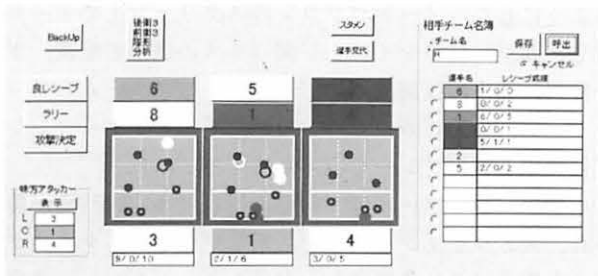 BackUp
後衛3
前衛3
陣形
分析
スタメン
選手交代
相手チーム名簿
チーム名
H
保存
呼出
キャンセル
選手名
レシーブ成績
良レシーブ
ラリー
攻撃決定
6
8
5
1
6 1/0/3
8 0/0/2
1 6/0/3
0/0/1
5/1/1
2
5 2/0/2
味方アタッカー
表示
L 3
C 1
R 4
3
1
4
9/0/10
2/1/6
3/0/5